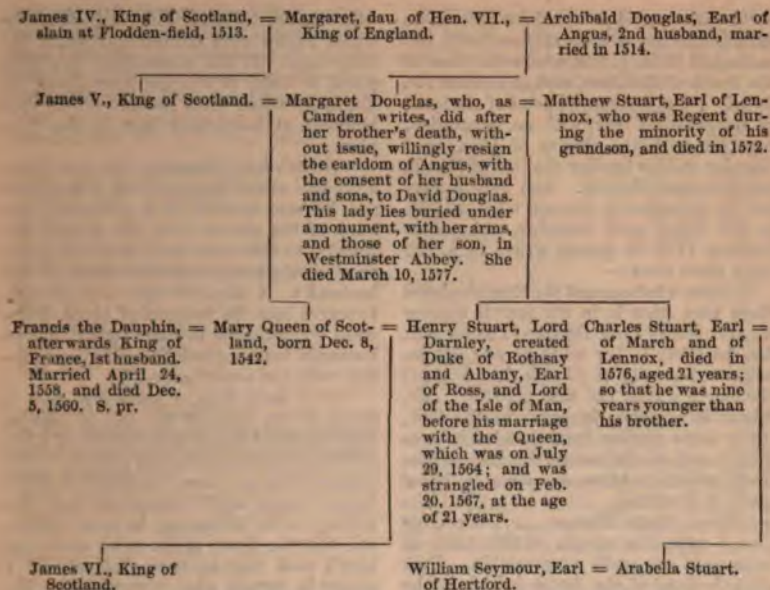 James IV., King of Scotland, = Margaret, dau of Hen. VII., = Archibald Douglas, Earl of
slain at Flodden-field, 1513.
King of England.
Angus, 2nd husband, mar-
ried in 1514.
James V., King of Scotland. = Margaret Douglas, who, as = Matthew Stuart, Earl of Len-
Camden writes, did after
her brother's death, with-
out issue, willingly resign
the earldom of Angus, with
the consent of her husband
and sons, to David Douglas.
This lady lies buried under
a monument, with her arms,
and those of her son, in
Westminster Abbey. She
died March 10, 1577.
nox, who was Regent dur-
ing the minority of his
grandson, and died in 1572.
Francis the Dauphin, = Mary Queen of Scot- = Henry Stuart, Lord
afterwards King of
France, 1st husband.
Married April 24,
1558, and died Dec.
5, 1560. S. pr.
land, born Dec. 8,
1542.
Darnley, created
Duke of Rothsay
and Albany, Earl
of Ross, and Lord
of the Isle of Man,
before his marriage
with the Queen,
which was on July
29, 1564; and was
strangled on Feb.
20, 1567, at the age
of 21 years.
Charles Stuart, Earl =
of March and of
Lennox, died in
1576, aged 21 years;
so that he was nine
years younger than
his brother.
James VI., King of
Scotland.
William Seymour, Earl = Arabella Stuart.
of Hertford.